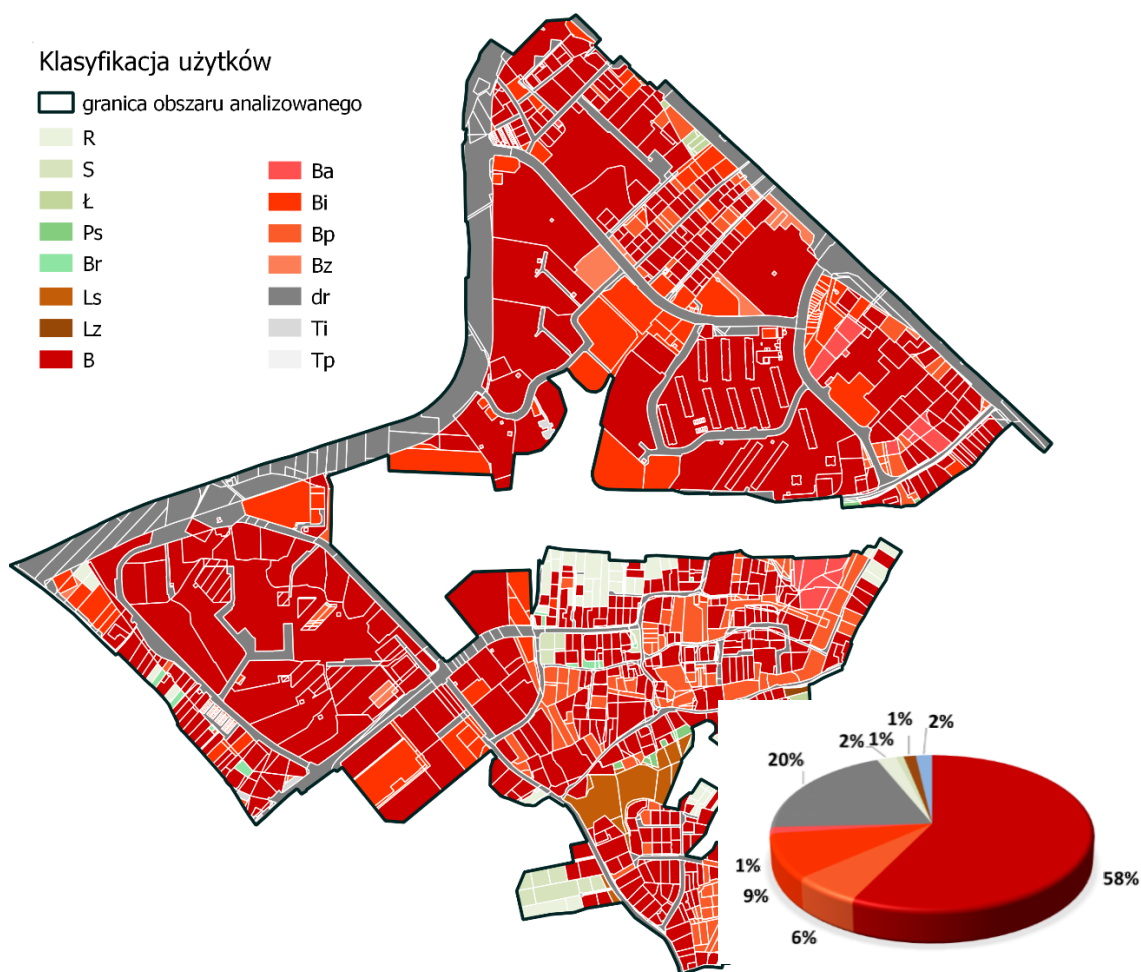 Klasyfikacja użytków
granica obszaru analizowanego
R
S
Ł
Ps
Br
Ls
Lz
B
Ba
Bi
Bp
Bz
dr
Ti
Tp
1%
2%
2%
1%
20%
1%
9%
6%
58%